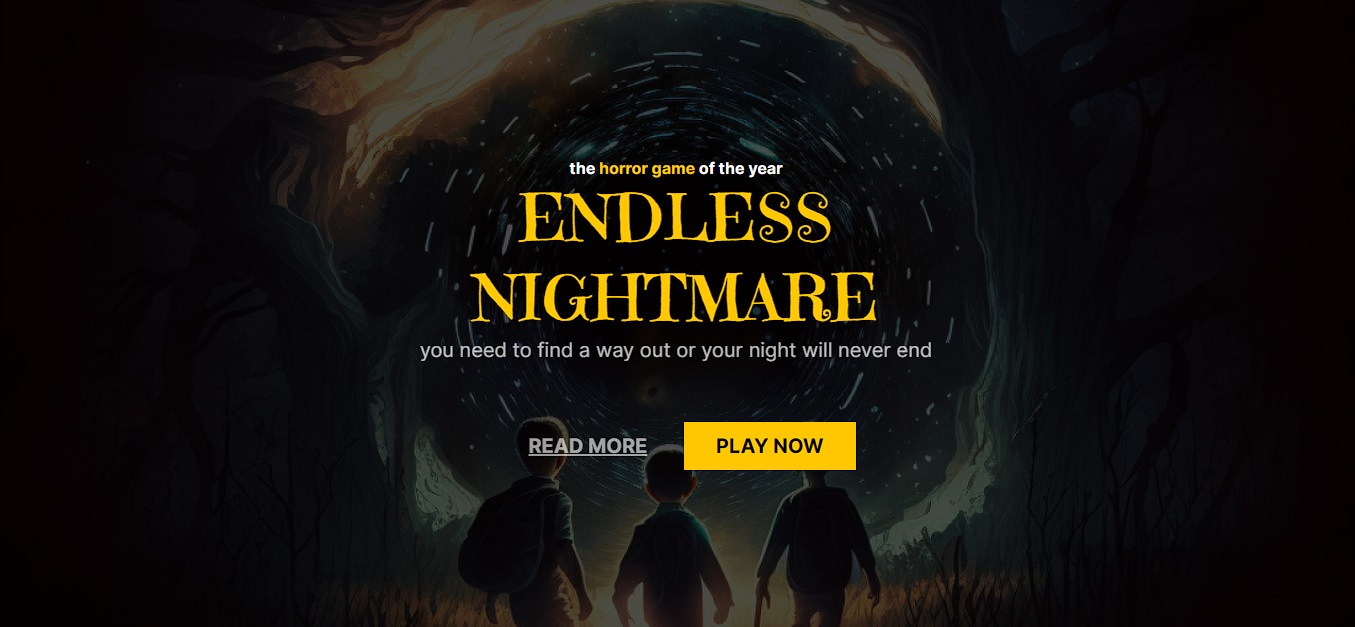 the horror game of the year
ENDLESS
NIGHTMARE
you need to find a way out or your night will never end
READ MORE
PLAY NOW